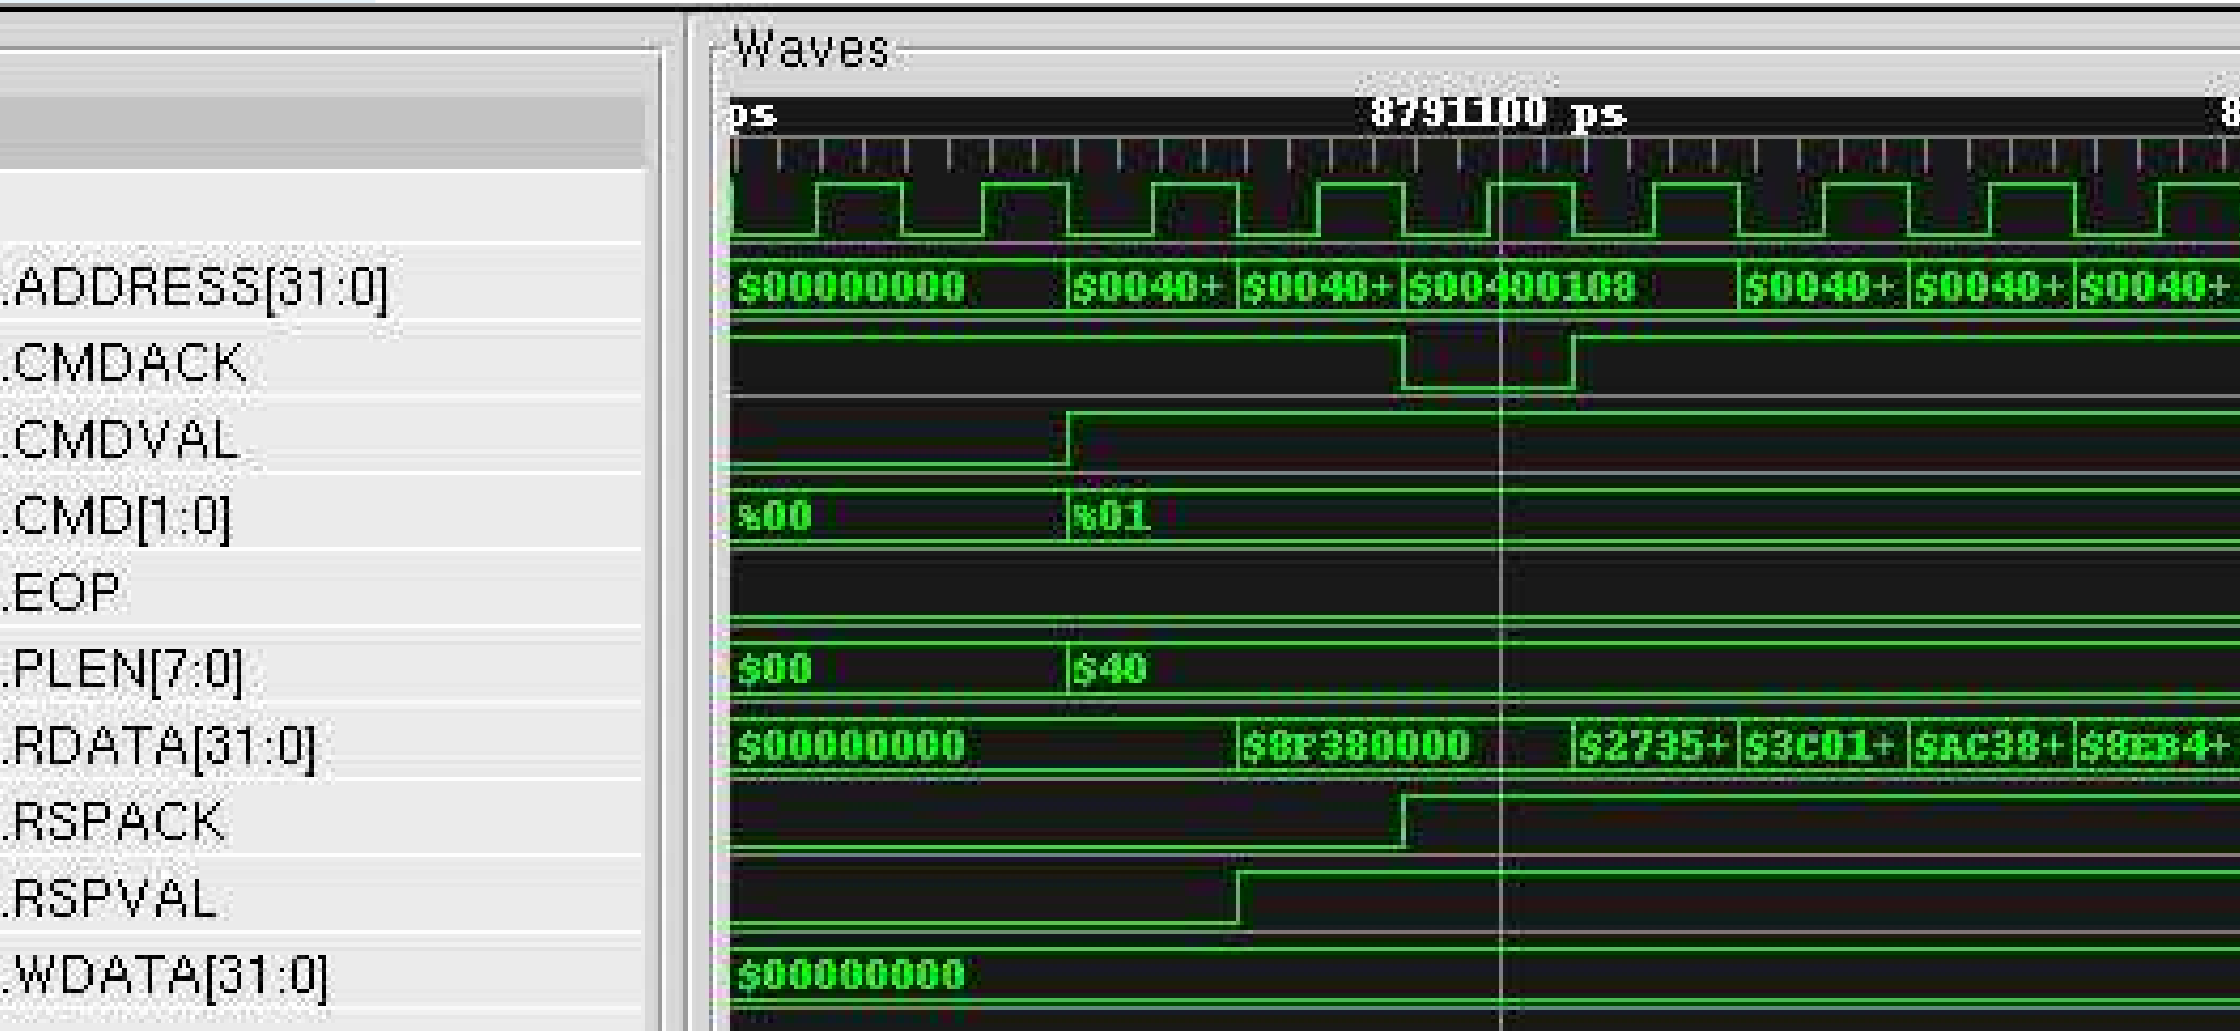 Waves
ps 8791100 ps 8
.ADDRESS[31:0] $00000000 $0040+ $0040+ $00400108 $0040+ $0040+ $0040+
.CMDACK
.CMDVAL
.CMD[1:0] %00 %01
.EOP
.PLEN[7:0] $00 $40
.RDATA[31:0] $00000000 $8F380000 $2735+ $3C01+ $AC38+ $8EB4+
.RSPACK
.RSPVAL
.WDATA[31:0] $00000000